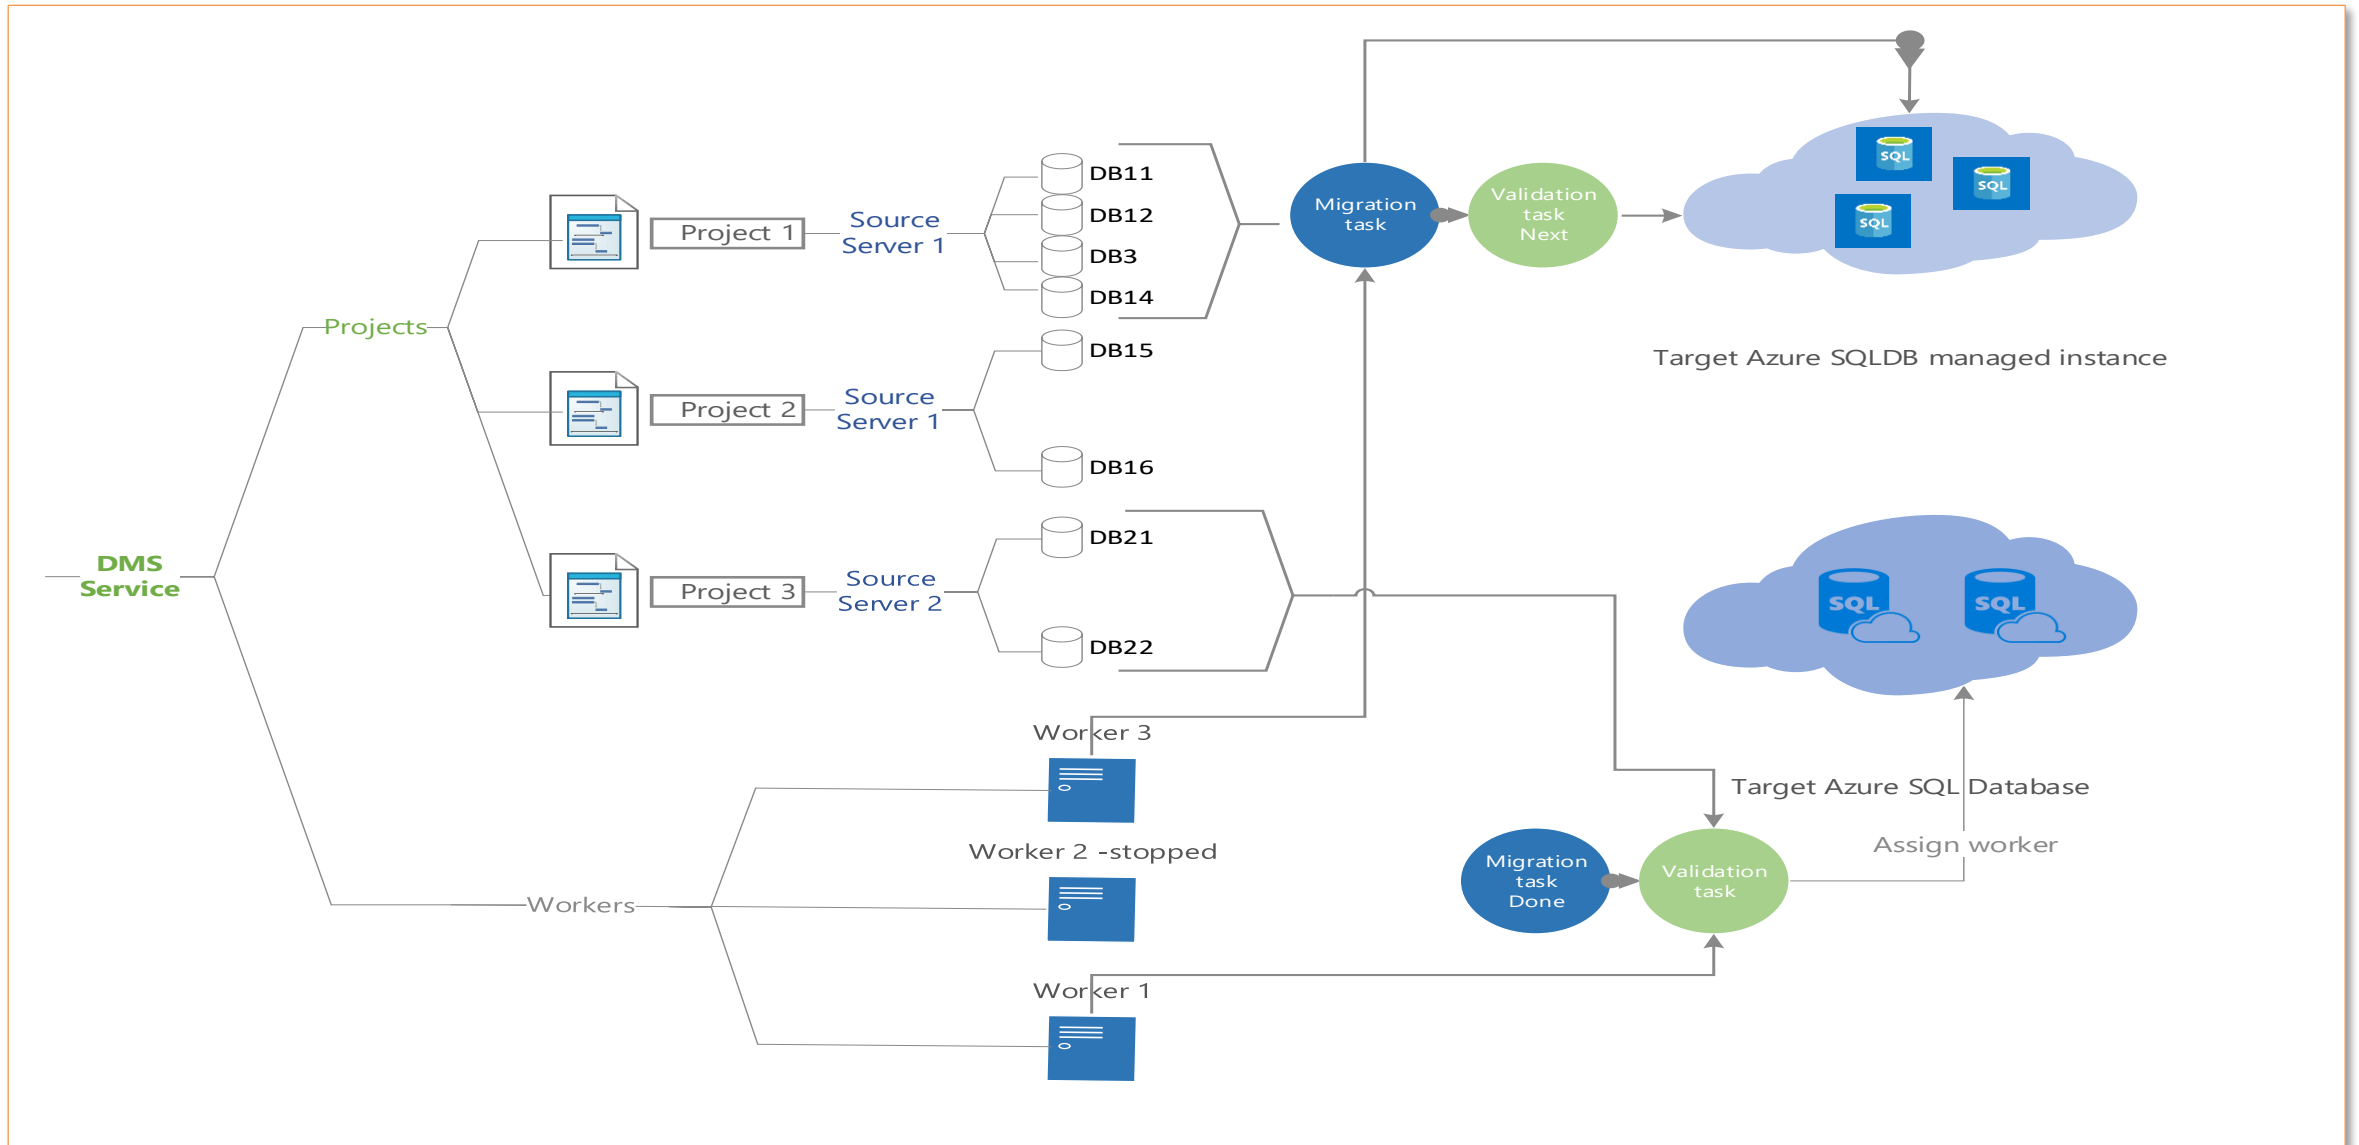 DB11
DB12
DB3
DB14
Project 1
Source
Server 1
Migration
task
Validation
task
Next
SQL
SQL
SQL
Projects
DB15
Target Azure SQLDB managed instance
Project 2
Source
Server 1
DB16
DMS
Service
DB21
Project 3
Source
Server 2
DB22
SQL
SQL
Worker 3
Target Azure SQL Database
Worker 2 -stopped
Assign worker
Migration
task
Done
Validation
task
Workers
Worker 1